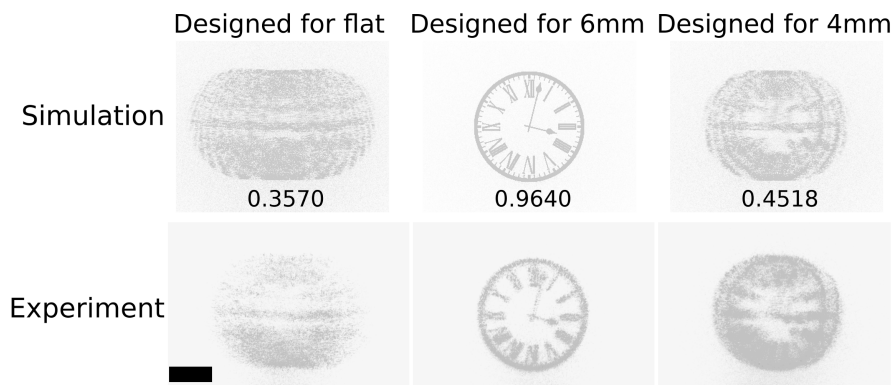 Designed for flat
Designed for 6mm
Designed for 4mm
Simulation
0.3570
0.9640
0.4518
Experiment